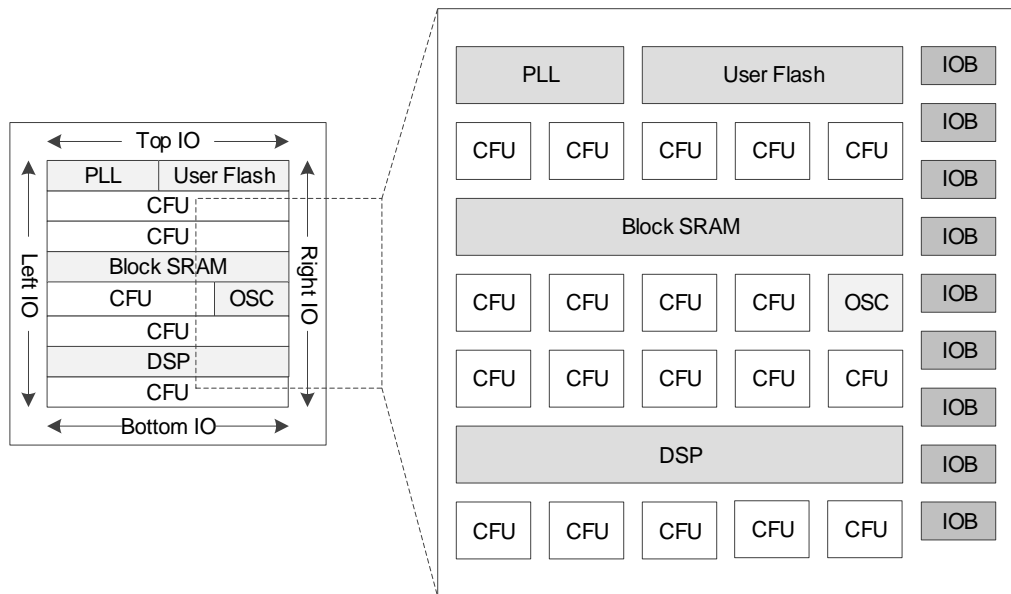 Top IO
PLL User Flash
CFU
CFU
Block SRAM
CFU OSC
CFU
DSP
CFU
Bottom IO
Left IO
Right IO
PLL User Flash IOB
IOB
CFU CFU CFU CFU CFU
IOB
Block SRAM IOB
CFU CFU CFU CFU OSC IOB
IOB
CFU CFU CFU CFU CFU
IOB
DSP IOB
CFU CFU CFU CFU CFU IOB